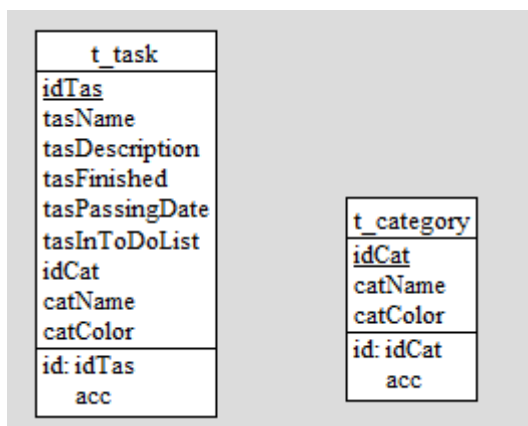 t_task
idTas
tasName
tasDescription
tasFinished
tasPassingDate
tasInToDoList
idCat
catName
catColor
id: idTas
acc
t_category
idCat
catName
catColor
id: idCat
acc